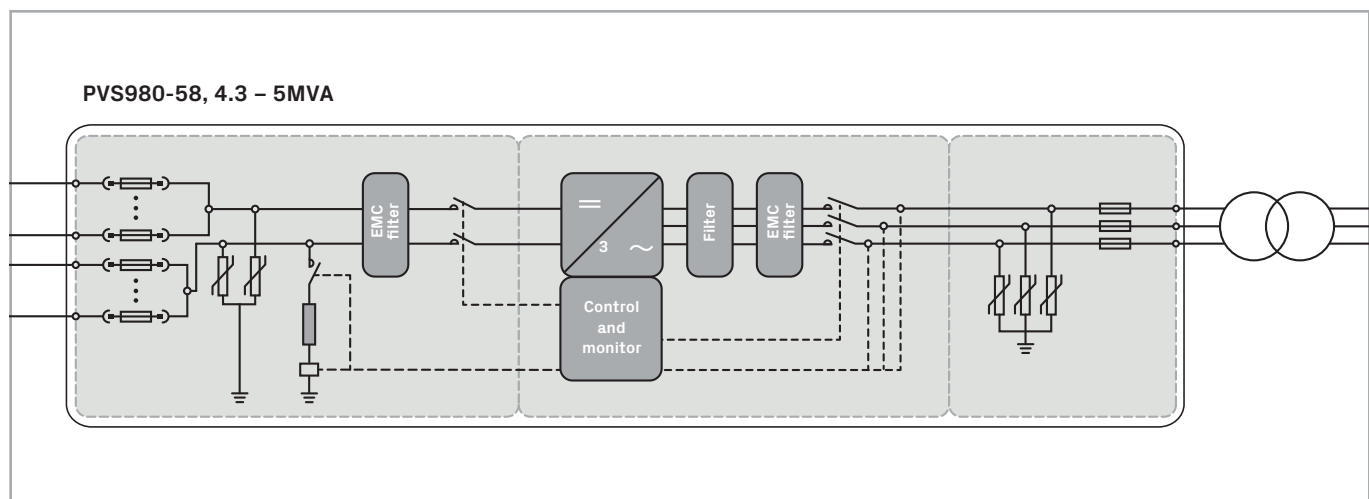 PVS980-58, 4.3 – 5MVA
EMC
filter
3
Filter
EMC
filter
Control
and
monitor